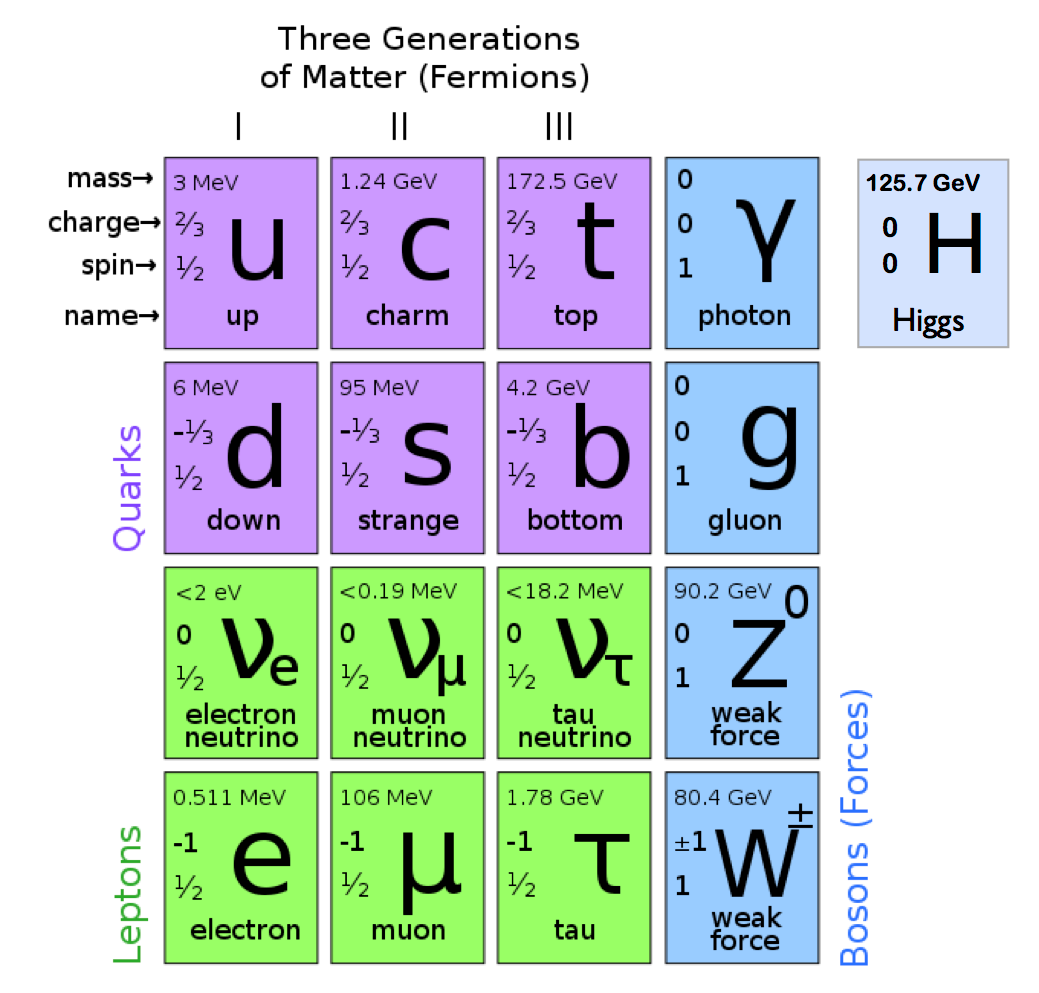 Three Generations
of Matter (Fermions)
I II III
mass→
charge→
spin→
name→
3 MeV
⅔
½
u
up
1.24 GeV
⅔
½
c
charm
172.5 GeV
⅔
½
t
top
0
0
1
γ
photon
125.7 GeV
0
0
H
Higgs
Quarks
6 MeV
-⅓
½
d
down
95 MeV
-⅓
½
s
strange
4.2 GeV
-⅓
½
b
bottom
0
0
1
g
gluon
<2 eV
0
½
νe
electron
neutrino
<0.19 MeV
0
½
νμ
muon
neutrino
<18.2 MeV
0
½
ντ
tau
neutrino
90.2 GeV
0
1
Z0
weak
force
Leptons
0.511 MeV
-1
½
e
electron
106 MeV
-1
½
μ
muon
1.78 GeV
-1
½
τ
tau
80.4 GeV
±1
1
W±
weak
force
Bosons (Forces)